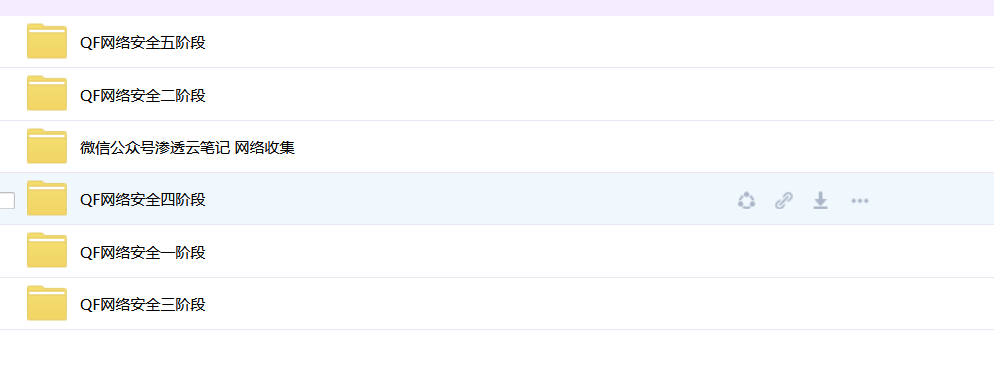 QF网络安全五阶段
QF网络安全二阶段
微信公众号渗透云笔记 网络收集
QF网络安全四阶段
QF网络安全一阶段
QF网络安全三阶段